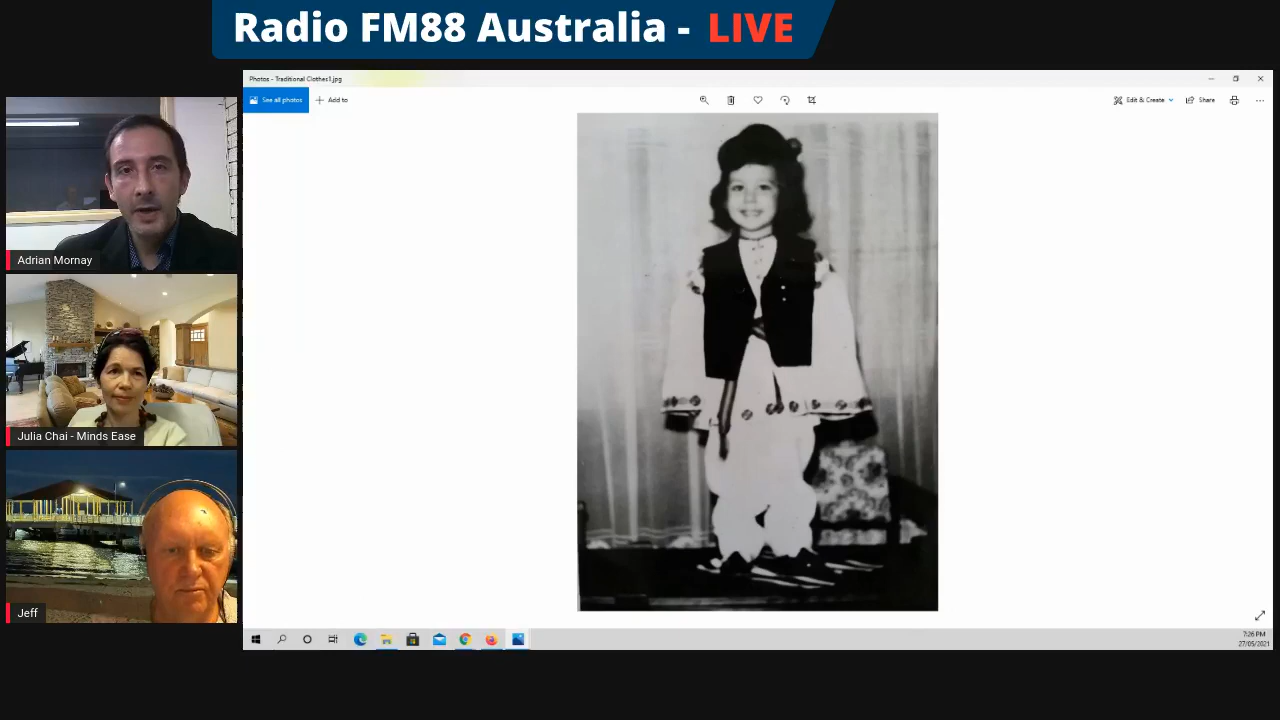 Radio FM88 Australia - LIVE
Photos - Traditional Clothes1.jpg
See all photos
Add to
Edit & Create
Share
Adrian Mornay
Julia Chai - Minds Ease
Jeff
7:26 PM
27/05/2021